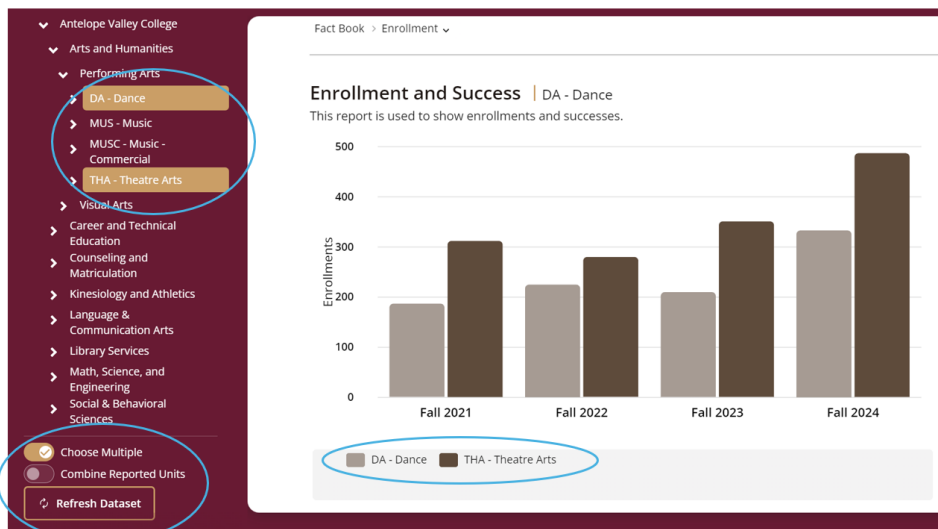 Antelope Valley College
Arts and Humanities
Performing Arts
DA - Dance
MUS - Music
MUSC - Music -
Commercial
THA - Theatre Arts
Visual Arts
Career and Technical
Education
Counseling and
Matriculation
Kinesiology and Athletics
Language &
Communication Arts
Library Services
Math, Science, and
Engineering
Social & Behavioral
Sciences
Choose Multiple
Combine Reported Units
Refresh Dataset
Fact Book > Enrollment
Enrollment and Success | DA - Dance
This report is used to show enrollments and successes.
Enrollments
500
400
300
200
100
0
Fall 2021 Fall 2022 Fall 2023 Fall 2024
DA - Dance THA - Theatre Arts